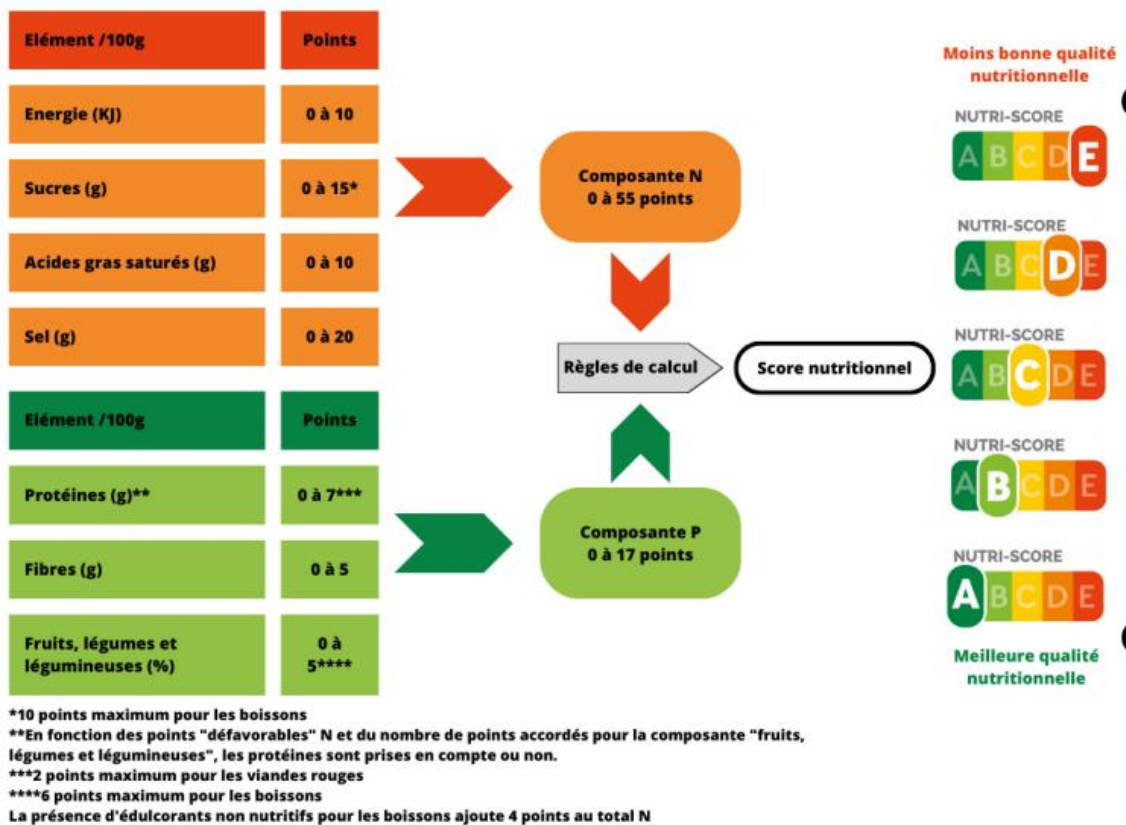 Elément /100g
Points
Energie (KJ)
0 à 10
Sucres (g)
0 à 15*
Acides gras saturés (g)
0 à 10
Sel (g)
0 à 20
Elément /100g
Points
Protéines (g)**
0 à 7***
Fibres (g)
0 à 5
Fruits, légumes et
légumineuses (%)
0 à
5****
Composante N
0 à 55 points
Règles de calcul
Score nutritionnel
Composante P
0 à 17 points
Moins bonne qualité
nutritionnelle
NUTRI-SCORE
A B C D E
NUTRI-SCORE
A B C D E
NUTRI-SCORE
A B C D E
NUTRI-SCORE
A B C D E
NUTRI-SCORE
A B C D E
Meilleure qualité
nutritionnelle
*10 points maximum pour les boissons
**En fonction des points "défavorables" N et du nombre de points accordés pour la composante "fruits,
légumes et légumineuses", les protéines sont prises en compte ou non.
***2 points maximum pour les viandes rouges
****6 points maximum pour les boissons
La présence d'édulcorants non nutritifs pour les boissons ajoute 4 points au total N